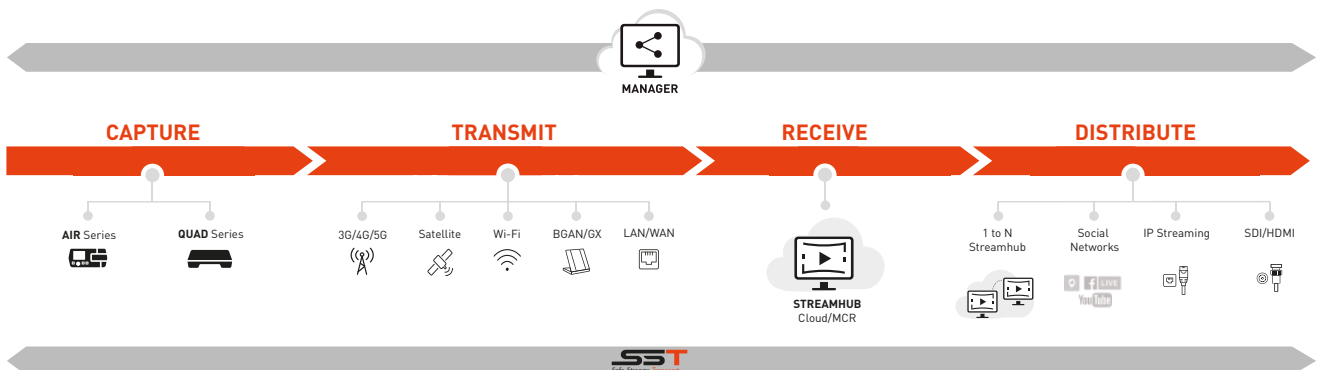 MANAGER
CAPTURE
TRANSMIT
RECEIVE
DISTRIBUTE
AIR Series
QUAD Series
3G/4G/5G
Satellite
Wi-Fi
BGAN/GX
LAN/WAN
STREAMHUB
Cloud/MCR
1 to N
Streamhub
Social
Networks
f LIVE
YouTube
IP Streaming
SDI/HDMI
SST